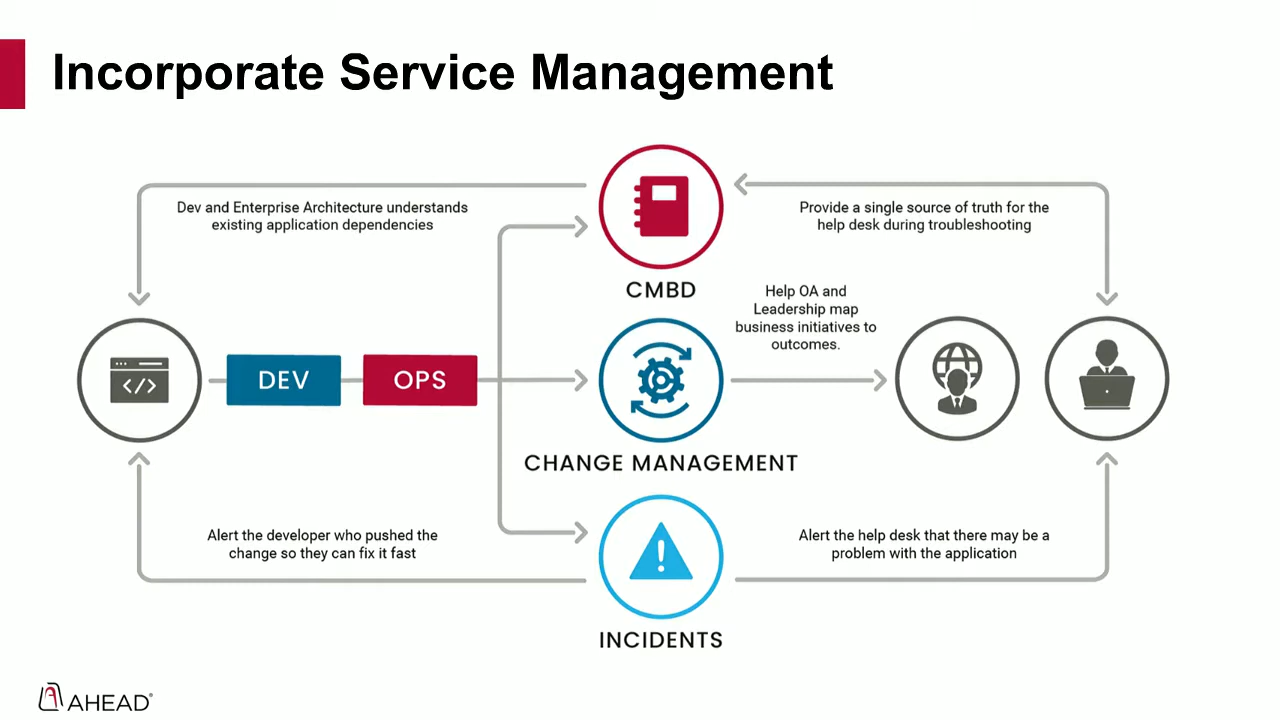 Incorporate Service Management
Dev and Enterprise Architecture understands
existing application dependencies
Provide a single source of truth for the
help desk during troubleshooting
CMBD
Help OA and
Leadership map
business initiatives to
outcomes.
</>
DEV
OPS
CHANGE MANAGEMENT
Alert the developer who pushed the
change so they can fix it fast
Alert the help desk that there may be a
problem with the application
INCIDENTS
AHEAD®